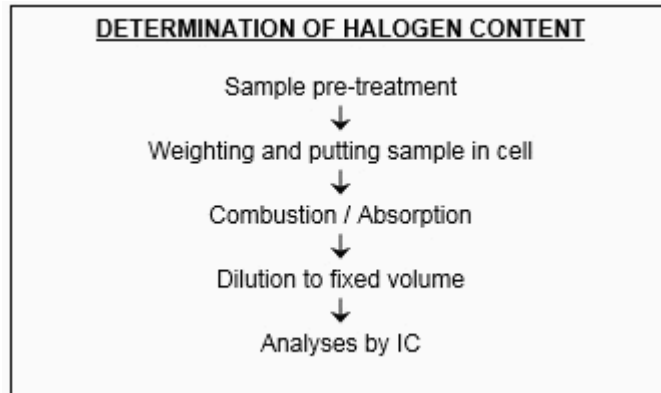 DETERMINATION OF HALOGEN CONTENT
Sample pre-treatment
↓
Weighting and putting sample in cell
↓
Combustion / Absorption
↓
Dilution to fixed volume
↓
Analyses by IC